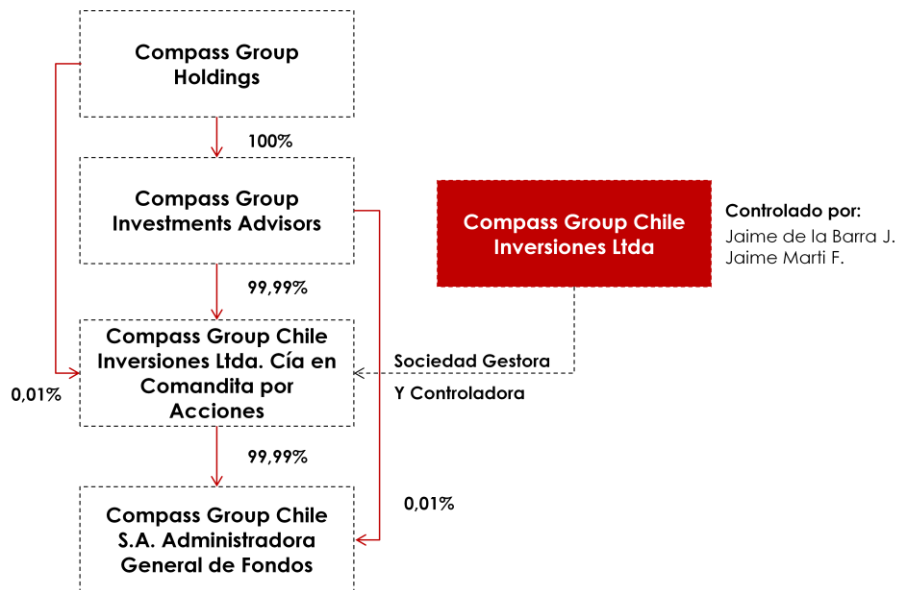 Compass Group
Holdings
100%
Compass Group
Investments Advisors
Compass Group Chile
Inversiones Ltda
Controlado por:
Jaime de la Barra J.
Jaime Marti F.
99,99%
Compass Group Chile
Inversiones Ltda. Cía en
Comandita por
Acciones
Sociedad Gestora
Y Controladora
0,01%
99,99%
0,01%
Compass Group Chile
S.A. Administradora
General de Fondos